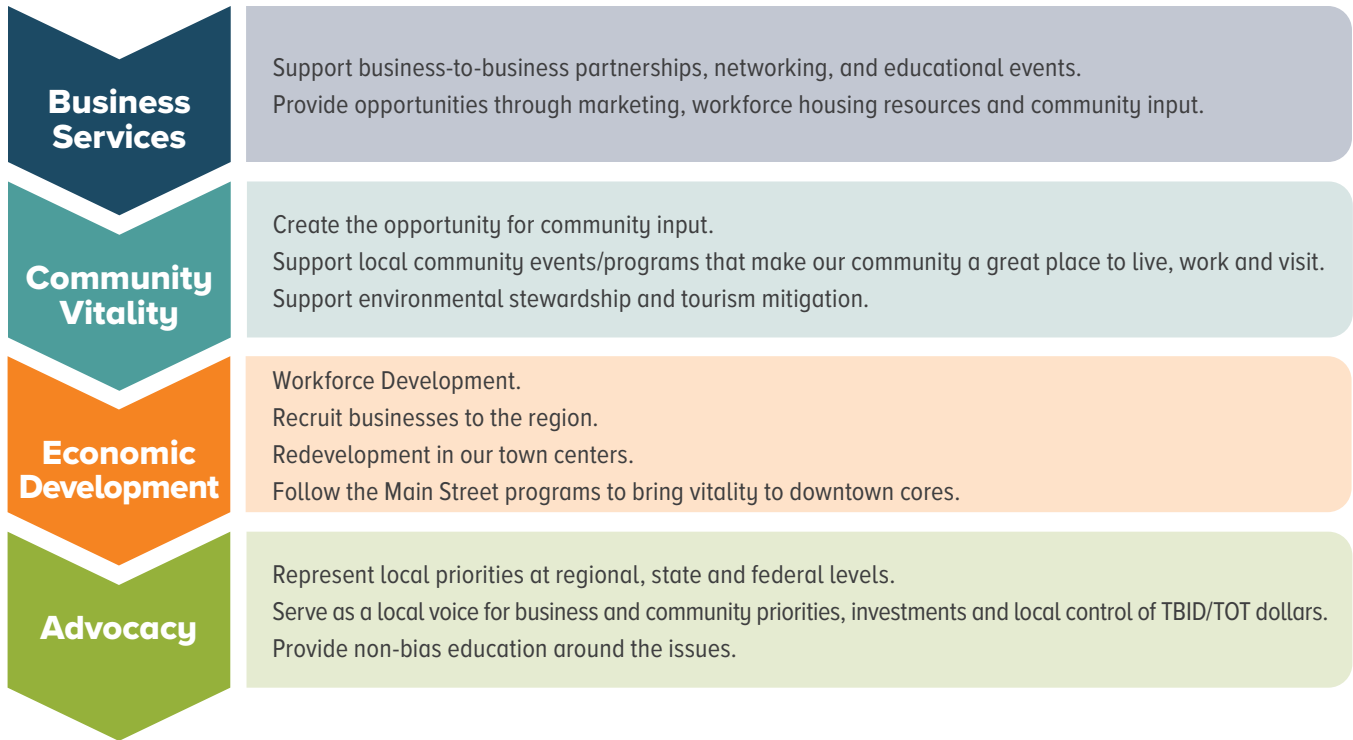 Business
Services
Support business-to-business partnerships, networking, and educational events.
Provide opportunities through marketing, workforce housing resources and community input.
Community
Vitality
Create the opportunity for community input.
Support local community events/programs that make our community a great place to live, work and visit.
Support environmental stewardship and tourism mitigation.
Economic
Development
Workforce Development.
Recruit businesses to the region.
Redevelopment in our town centers.
Follow the Main Street programs to bring vitality to downtown cores.
Advocacy
Represent local priorities at regional, state and federal levels.
Serve as a local voice for business and community priorities, investments and local control of TBID/TOT dollars.
Provide non-bias education around the issues.